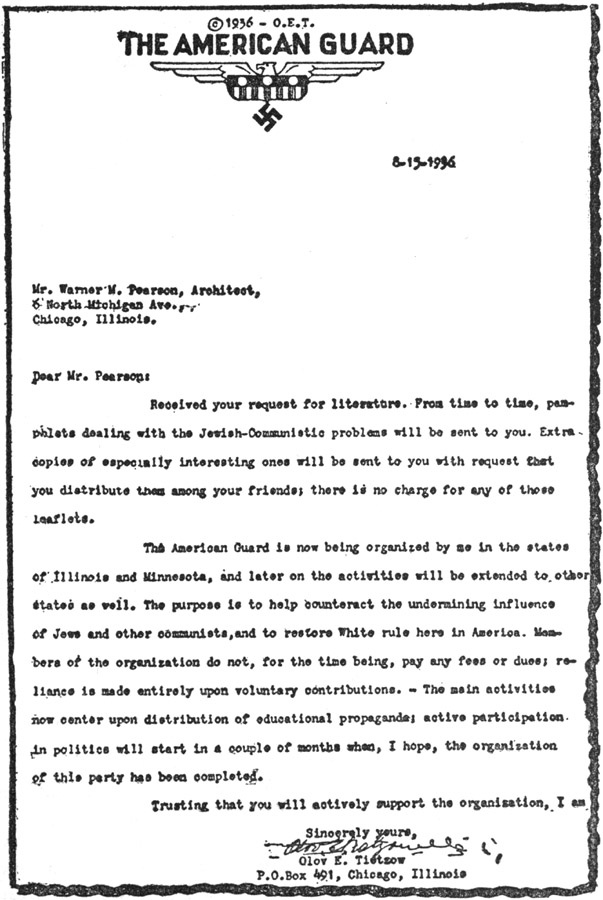 © 1936 - O.E.T.
THE AMERICAN GUARD
8-15-1936
Mr. Warner M. Pearson, Architect,
6 North Michigan Ave.,
Chicago, Illinois.
Dear Mr. Pearson:
Received your request for literature. From time to time, pam-
phlets dealing with the Jewish-Communistic problems will be sent to you. Extra
copies of especially interesting ones will be sent to you with request that
you distribute them among your friends; there is no charge for any of those
leaflets.
The American Guard is now being organized by me in the states
of Illinois and Minnesota, and later on the activities will be extended to other
states as well. The purpose is to help counteract the undermining influence
of Jews and other communists,and to restore White rule here in America. Mem-
bers of the organization do not, for the time being, pay any fees or dues; re-
liance is made entirely upon voluntary contributions. - The main activities
now center upon distribution of educational propaganda; active participation
in politics will start in a couple of months when, I hope, the organization
of this party has been completed.
Trusting that you will actively support the organization, I am
Sincerely yours,
Olov E. Tietzow
P.O.Box 491, Chicago, Illinois